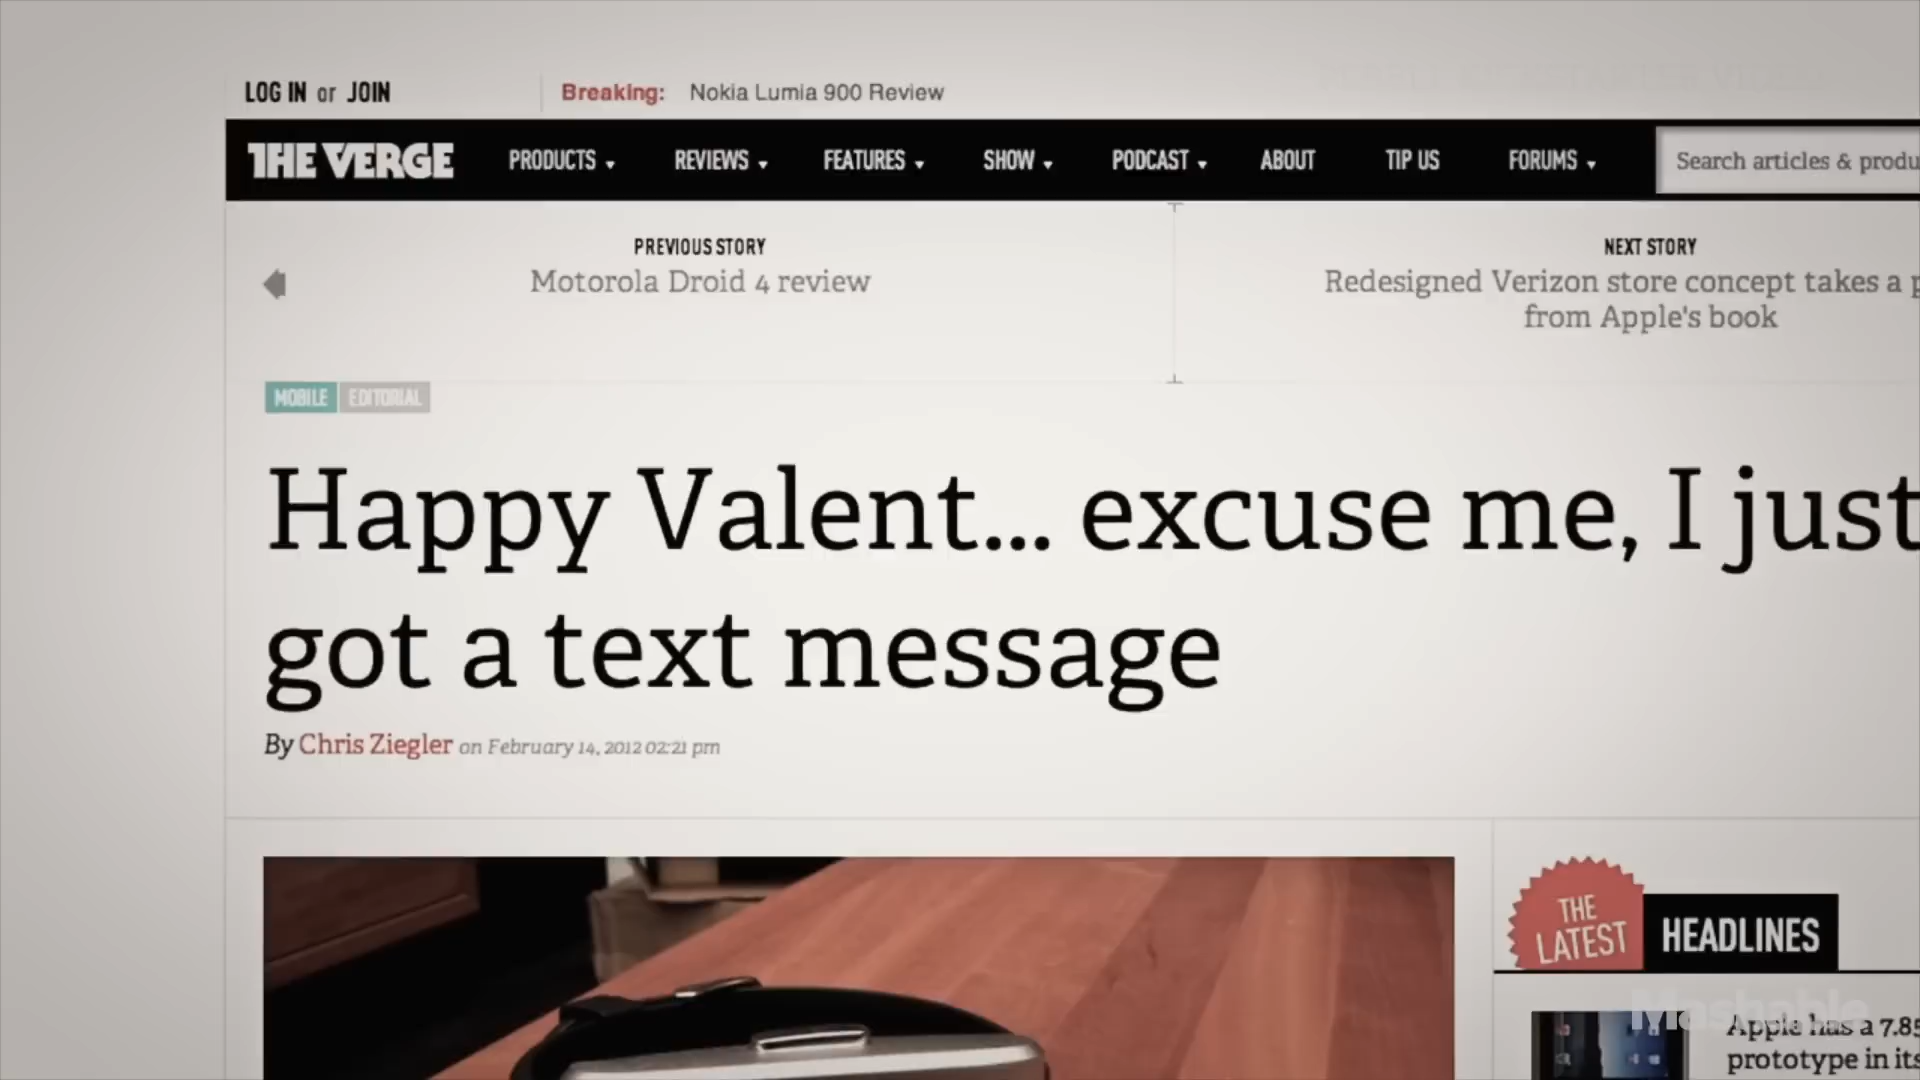 LOG IN or JOIN
Breaking: Nokia Lumia 900 Review
THE VERGE
PRODUCTS
REVIEWS
FEATURES
SHOW
PODCAST
ABOUT
TIP US
FORUMS
Search articles & produ
PREVIOUS STORY
Motorola Droid 4 review
NEXT STORY
Redesigned Verizon store concept takes a p
from Apple's book
MOBILE
EDITORIAL
Happy Valent... excuse me, I just
got a text message
By Chris Ziegler on February 14, 2012 02:21 pm
THE
LATEST
HEADLINES
Mashable
Apple has a 7.85
prototype in its